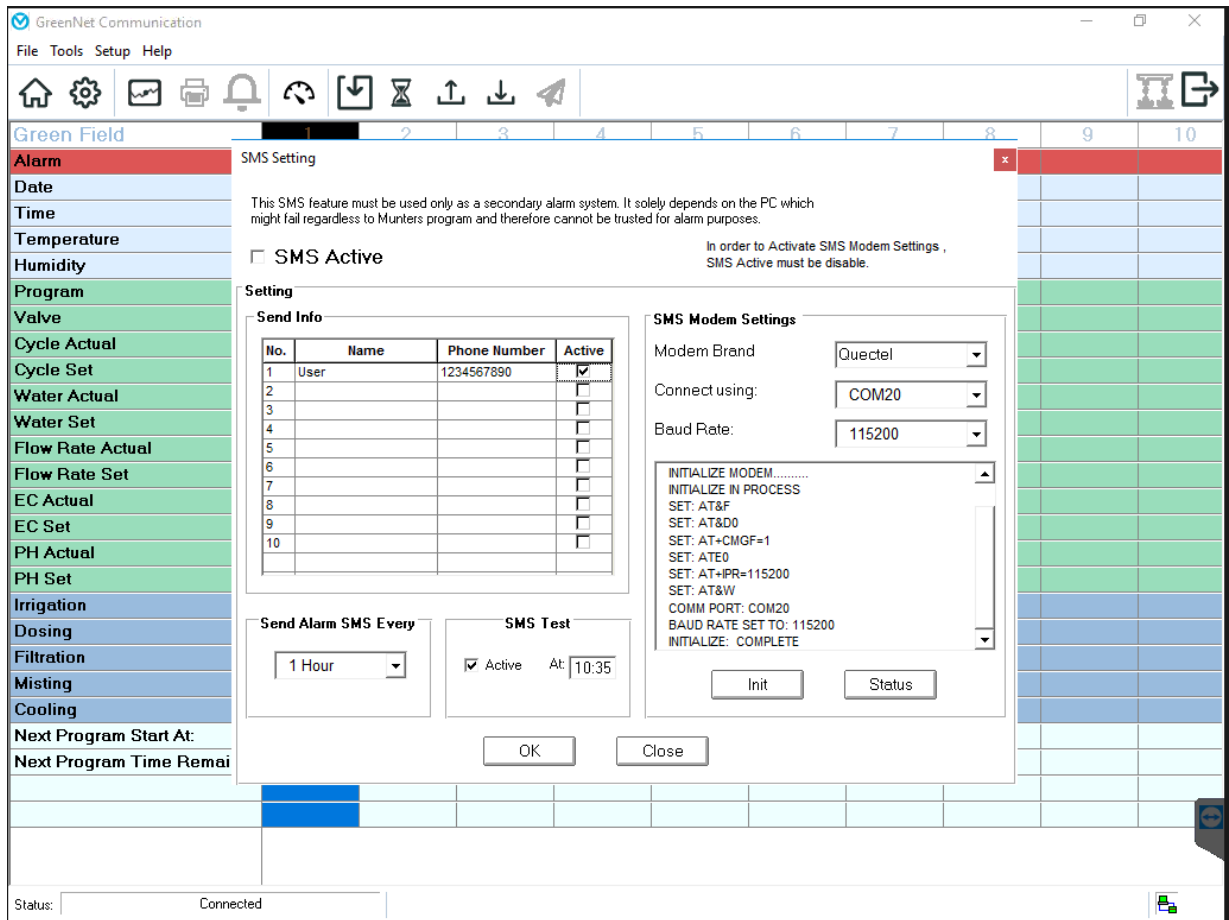 GreenNet Communication
File Tools Setup Help
Green Field 1 2 3 4 5 6 7 8 9 10
Alarm
Date
Time
Temperature
Humidity
Program
Valve
Cycle Actual
Cycle Set
Water Actual
Water Set
Flow Rate Actual
Flow Rate Set
EC Actual
EC Set
PH Actual
PH Set
Irrigation
Dosing
Filtration
Misting
Cooling
Next Program Start At:
Next Program Time Remai
SMS Setting
x
This SMS feature must be used only as a secondary alarm system. It solely depends on the PC which
might fail regardless to Munters program and therefore cannot be trusted for alarm purposes.
SMS Active
In order to Activate SMS Modem Settings ,
SMS Active must be disable.
Setting
Send Info
No. Name Phone Number Active
1 User 1234567890
2
3
4
5
6
7
8
9
10
Send Alarm SMS Every
1 Hour
SMS Test
Active At: 10:35
SMS Modem Settings
Modem Brand Quectel
Connect using: COM20
Baud Rate: 115200
INITIALIZE MODEM..........
INITIALIZE IN PROCESS
SET: AT&F
SET: AT&D0
SET: AT+CMGF=1
SET: ATE0
SET: AT+IPR=115200
SET: AT&W
COMM PORT: COM20
BAUD RATE SET TO: 115200
INITIALIZE: COMPLETE
Init Status
OK Close
Status: Connected